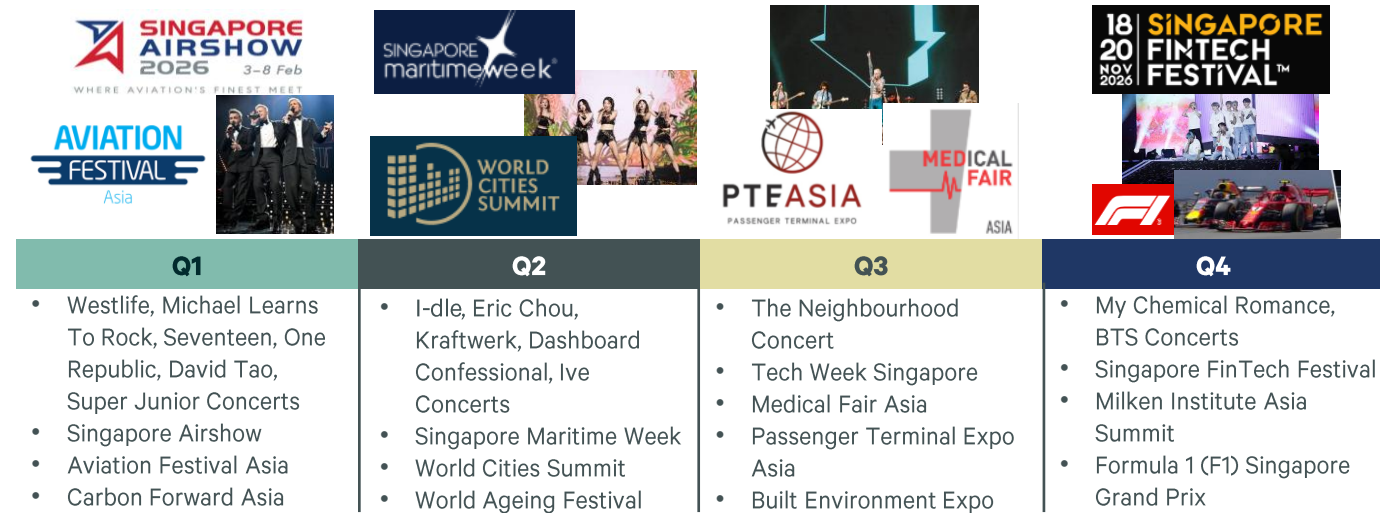 SINGAPORE
AIRSHOW
2026 3–8 Feb
WHERE AVIATION'S FINEST MEET
AVIATION
FESTIVAL
Asia
SINGAPORE
maritimeweek®
WORLD
CITIES
SUMMIT
PTEASIA
PASSENGER TERMINAL EXPO
MEDICAL
FAIR
ASIA
18
20
NOV
2026
SINGAPORE
FINTECH
FESTIVAL™
F1
Q1
• Westlife, Michael Learns
To Rock, Seventeen, One
Republic, David Tao,
Super Junior Concerts
• Singapore Airshow
• Aviation Festival Asia
• Carbon Forward Asia
Q2
• I-dle, Eric Chou,
Kraftwerk, Dashboard
Confessional, Ive
Concerts
• Singapore Maritime Week
• World Cities Summit
• World Ageing Festival
Q3
• The Neighbourhood
Concert
• Tech Week Singapore
• Medical Fair Asia
• Passenger Terminal Expo
Asia
• Built Environment Expo
Q4
• My Chemical Romance,
BTS Concerts
• Singapore FinTech Festival
• Milken Institute Asia
Summit
• Formula 1 (F1) Singapore
Grand Prix